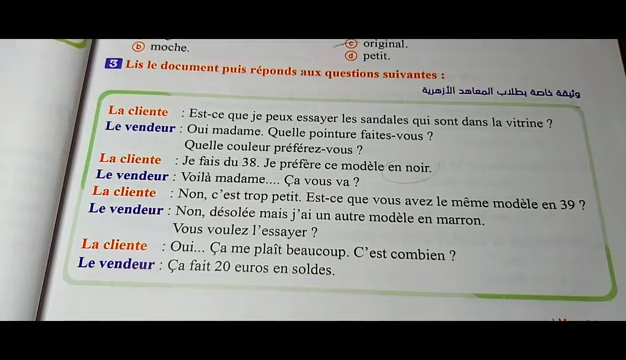 ⓑ moche.
ⓒ original.
ⓓ petit.
3 Lis le document puis réponds aux questions suivantes :
وثيقة خاصة بطلاب المعاهد الأزهرية
La cliente : Est-ce que je peux essayer les sandales qui sont dans la vitrine ?
Le vendeur : Oui madame. Quelle pointure faites-vous ?
Quelle couleur préférez-vous ?
La cliente : Je fais du 38. Je préfère ce modèle en noir.
Le vendeur : Voilà madame.... Ça vous va ?
La cliente : Non, c'est trop petit. Est-ce que vous avez le même modèle en 39 ?
Le vendeur : Non, désolée mais j'ai un autre modèle en marron.
Vous voulez l'essayer ?
La cliente : Oui... Ça me plaît beaucoup. C'est combien ?
Le vendeur : Ça fait 20 euros en soldes.